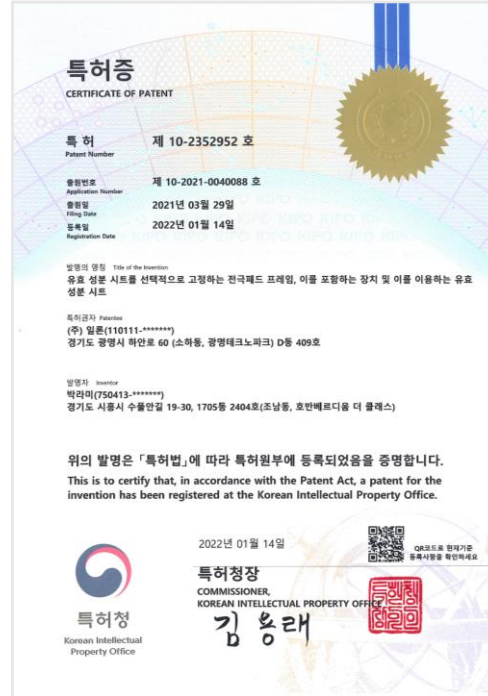 특허증
CERTIFICATE OF PATENT
특 허 제 10-2352952 호
Patent Number
출원번호 제 10-2021-0040088 호
Application Number
출원일 2021년 03월 29일
Filing Date
등록일 2022년 01월 14일
Registration Date
발명의 명칭 Title of the Invention
유효 성분 시트를 선택적으로 고정하는 전극패드 프레임, 이를 포함하는 장치 및 이를 이용하는 유효
성분 시트
특허권자 Patentee
(주) 일론(110111-*******)
경기도 광명시 하안로 60 (소하동, 광명테크노파크) D동 409호
발명자 Inventor
박라미(750413-*******)
경기도 시흥시 수풀안길 19-30, 1705동 2404호(조남동, 호반베르디움 더 클래스)
위의 발명은 「특허법」에 따라 특허원부에 등록되었음을 증명합니다.
This is to certify that, in accordance with the Patent Act, a patent for the
invention has been registered at the Korean Intellectual Property Office.
2022년 01월 14일
QR코드로 현재기준
등록사항을 확인하세요
특허청장
COMMISSIONER,
KOREAN INTELLECTUAL PROPERTY OFFICE
김용래
특허청
Korean Intellectual
Property Office